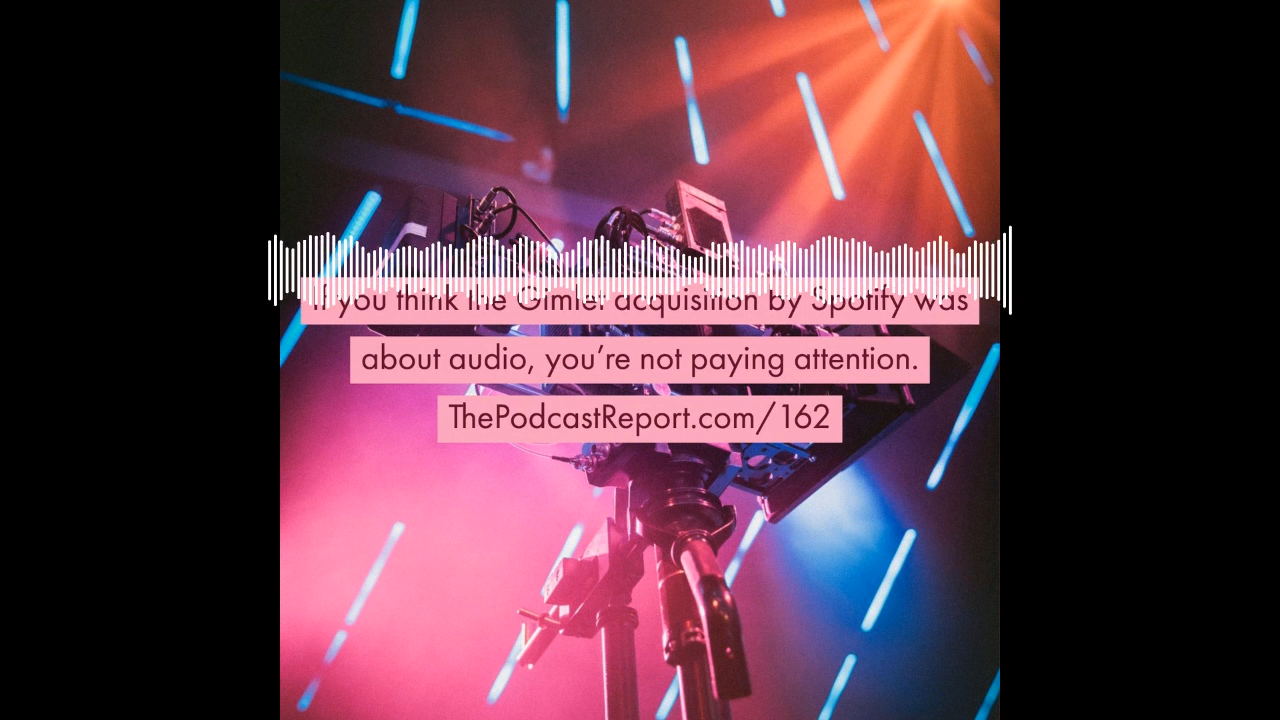 If you think the Gimlet acquisition by Spotify was
about audio, you’re not paying attention.
ThePodcastReport.com/162